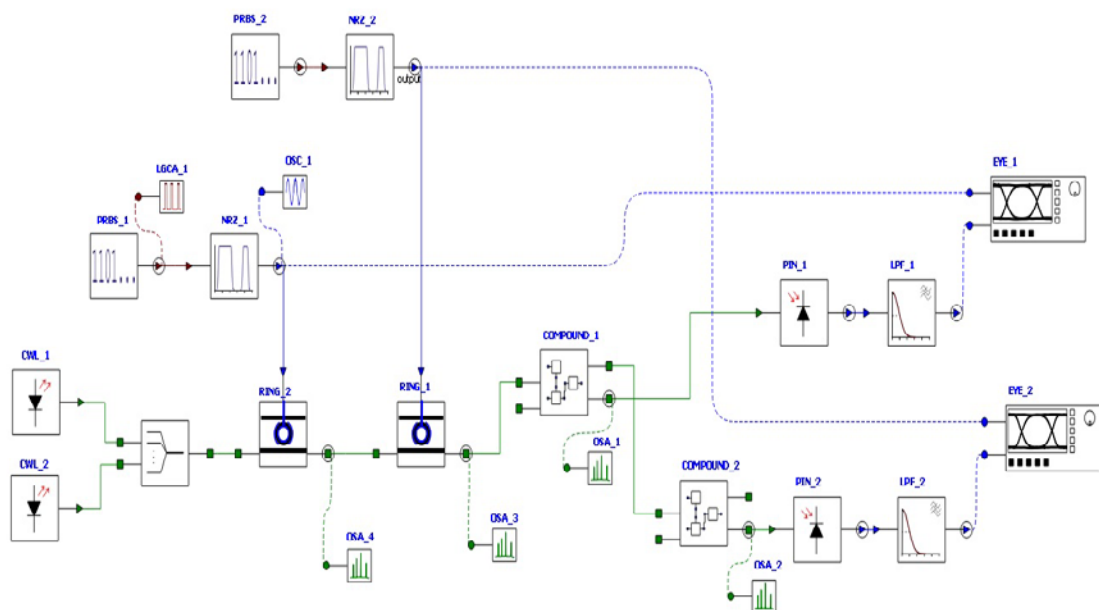 PRBS_2
NRZ_2
output
LGCA_1
OSC_1
EYE_1
PRBS_1
NRZ_1
PIN_1
LPF_1
COMPOUND_1
CWL_1
RING_2
RING_1
EYE_2
OSA_1
COMPOUND_2
CWL_2
PIN_2
LPF_2
OSA_3
OSA_4
OSA_2